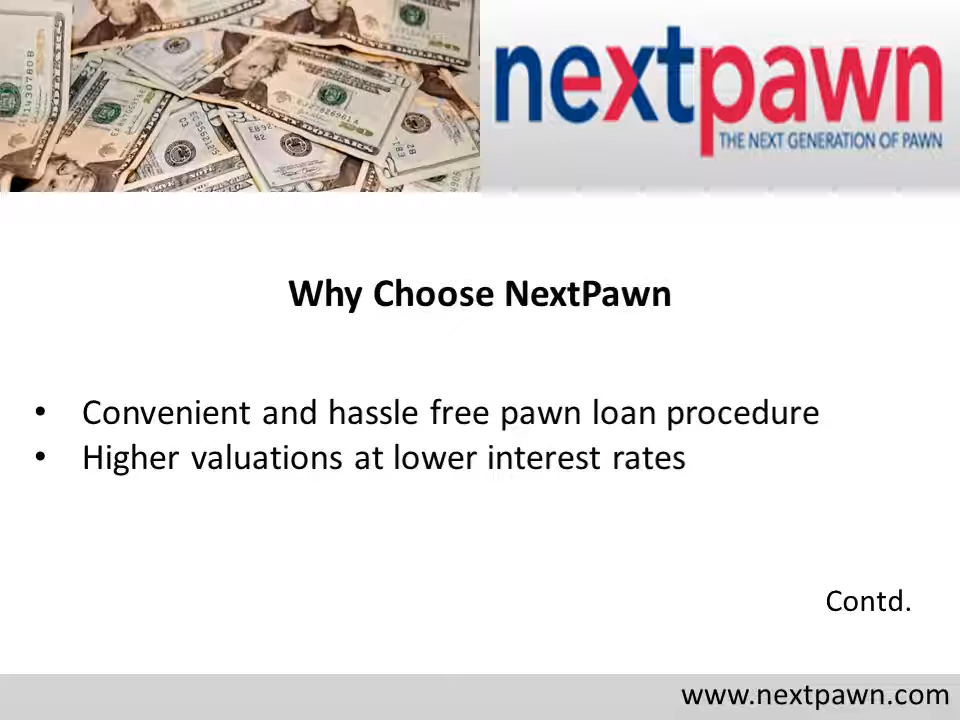 nextpawn
THE NEXT GENERATION OF PAWN
Why Choose NextPawn
• Convenient and hassle free pawn loan procedure
• Higher valuations at lower interest rates
Contd.
www.nextpawn.com